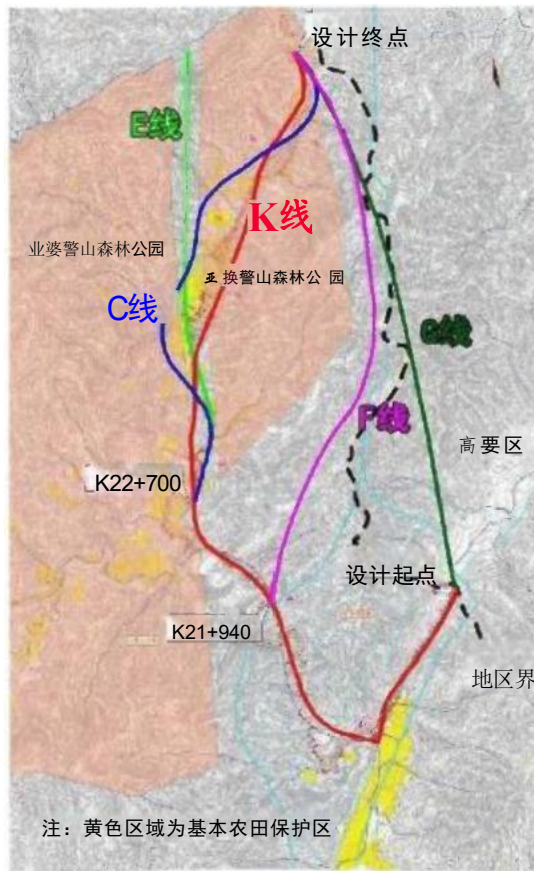 设计终点
E线
K线
业婆警山森林公园
亚换警山森林公 园
C线
G线
F线
高要区
K22+700
设计起点
K21+940
地区界
注：黄色区域为基本农田保护区